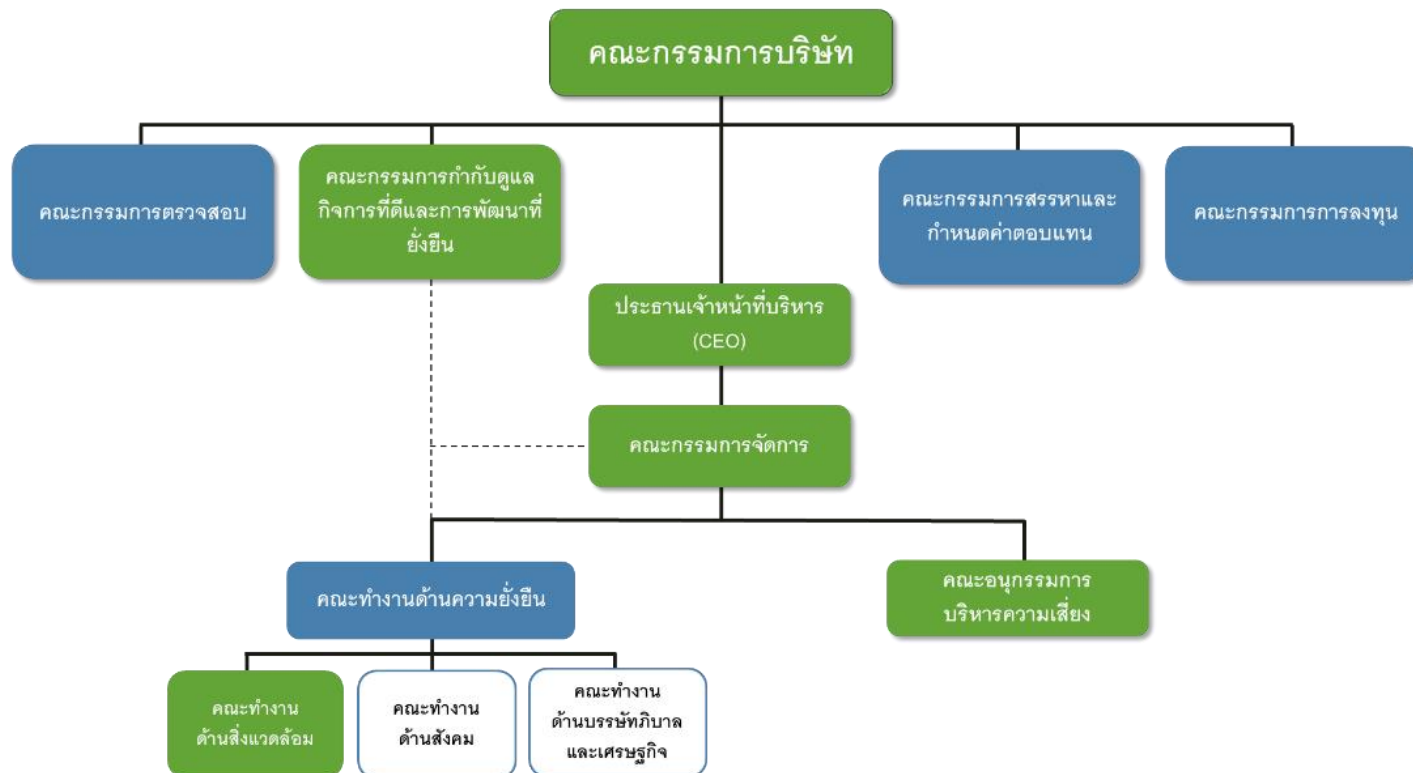 คณะกรรมการบริษัท
คณะกรรมการตรวจสอบ
คณะกรรมการกำกับดูแล
กิจการที่ดีและการพัฒนาที่
ยั่งยืน
คณะกรรมการสรรหาและ
กำหนดค่าตอบแทน
คณะกรรมการการลงทุน
ประธานเจ้าหน้าที่บริหาร
(CEO)
คณะกรรมการจัดการ
คณะทำงานด้านความยั่งยืน
คณะอนุกรรมการ
บริหารความเสี่ยง
คณะทำงาน
ด้านสิ่งแวดล้อม
คณะทำงาน
ด้านสังคม
คณะทำงาน
ด้านบรรษัทภิบาล
และเศรษฐกิจ